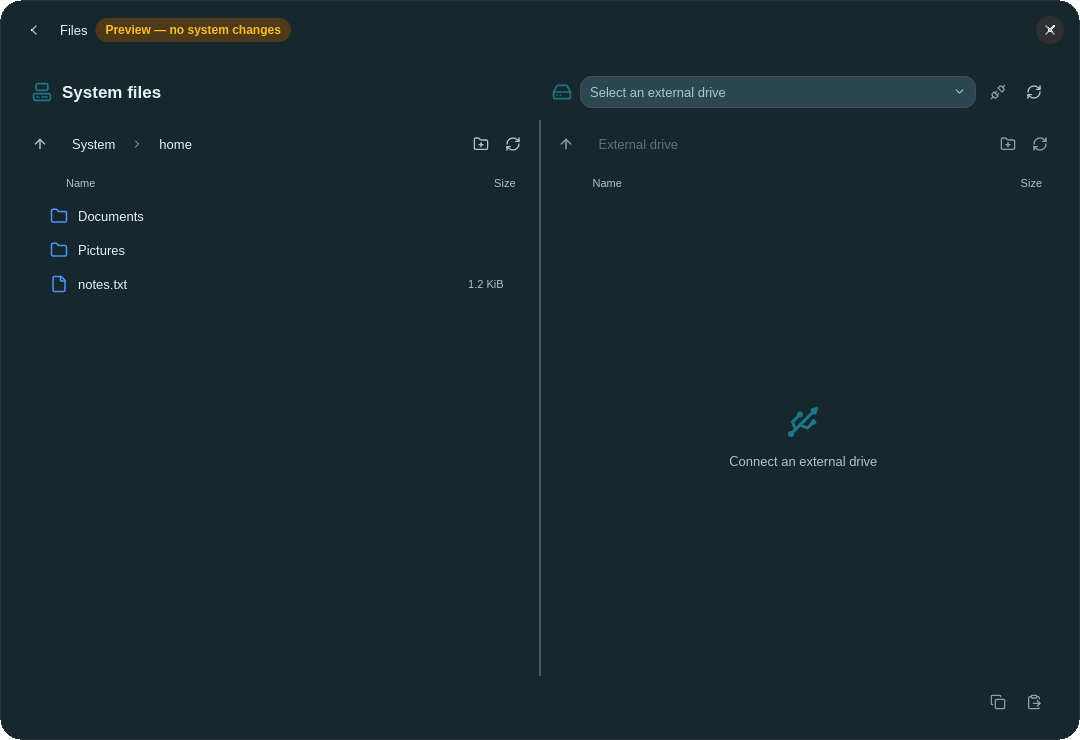 Files
Preview — no system changes
System files
Select an external drive
System
home
External drive
Name
Size
Name
Size
Documents
Pictures
notes.txt
1.2 KiB
Connect an external drive